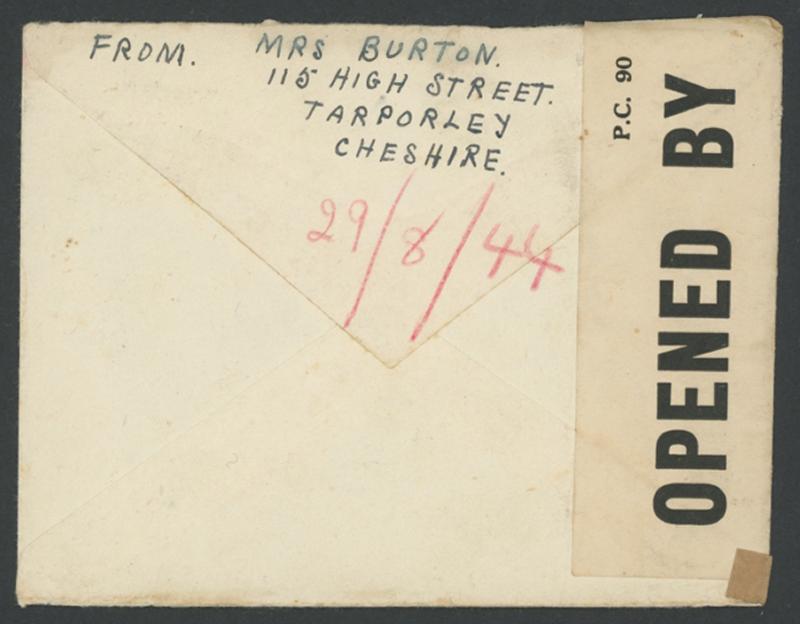 FROM. MRS BURTON.
115 HIGH STREET.
TARPORLEY
CHESHIRE.
29/8/44
P.C. 90
OPENED BY